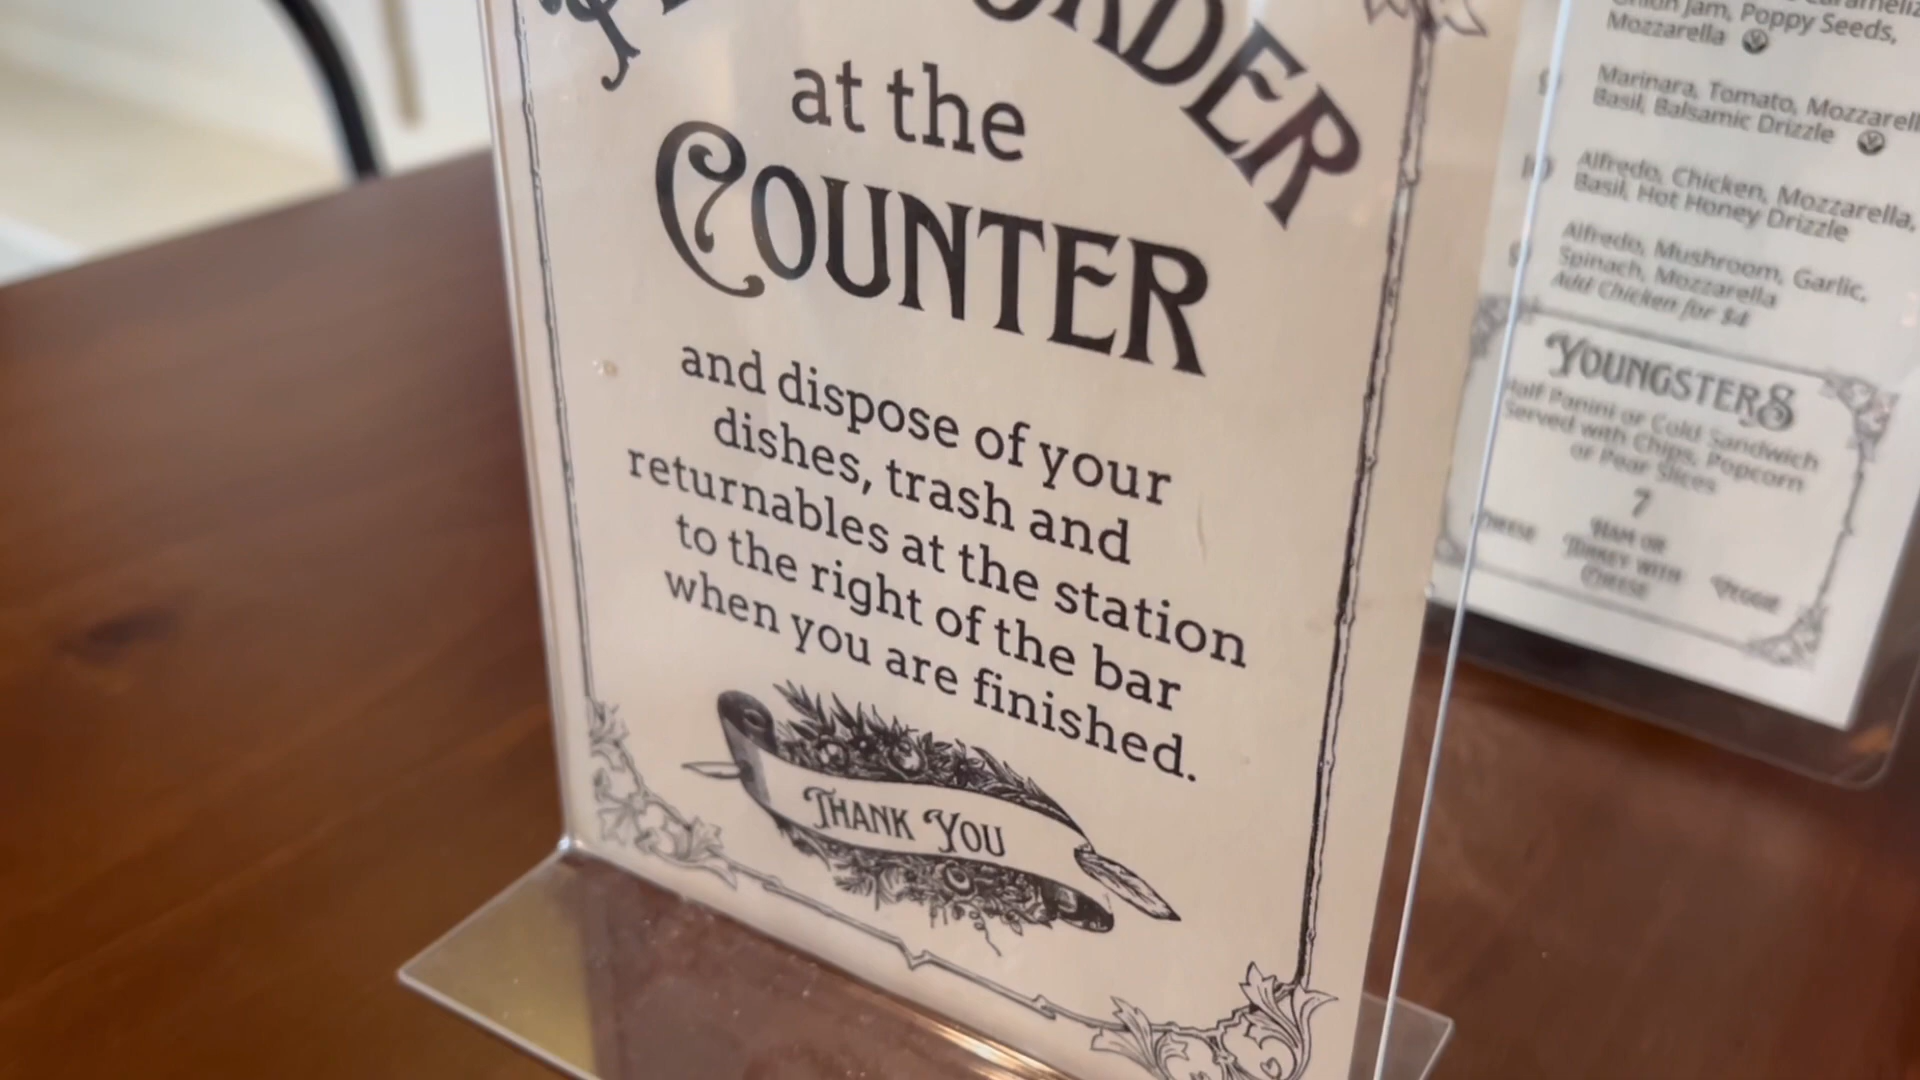 ORDER
at the
COUNTER
and dispose of your
dishes, trash and
returnables at the station
to the right of the bar
when you are finished.
THANK YOU
Jam, Poppy Seeds,
Mozzarella
Marinara, Tomato, Mozzarell
Basil, Balsamic Drizzle
Alfredo, Chicken, Mozzarella,
Basil, Hot Honey Drizzle
Alfredo, Mushroom, Garlic,
Spinach, Mozzarella
Add Chicken for $4
YOUNGSTERS
Half Panini or Cold Sandwich
Served with Chips, Popcorn
or Pear Slices
7
CHEESE
HAM OR
TURKEY WITH
CHEESE
VEGGIE